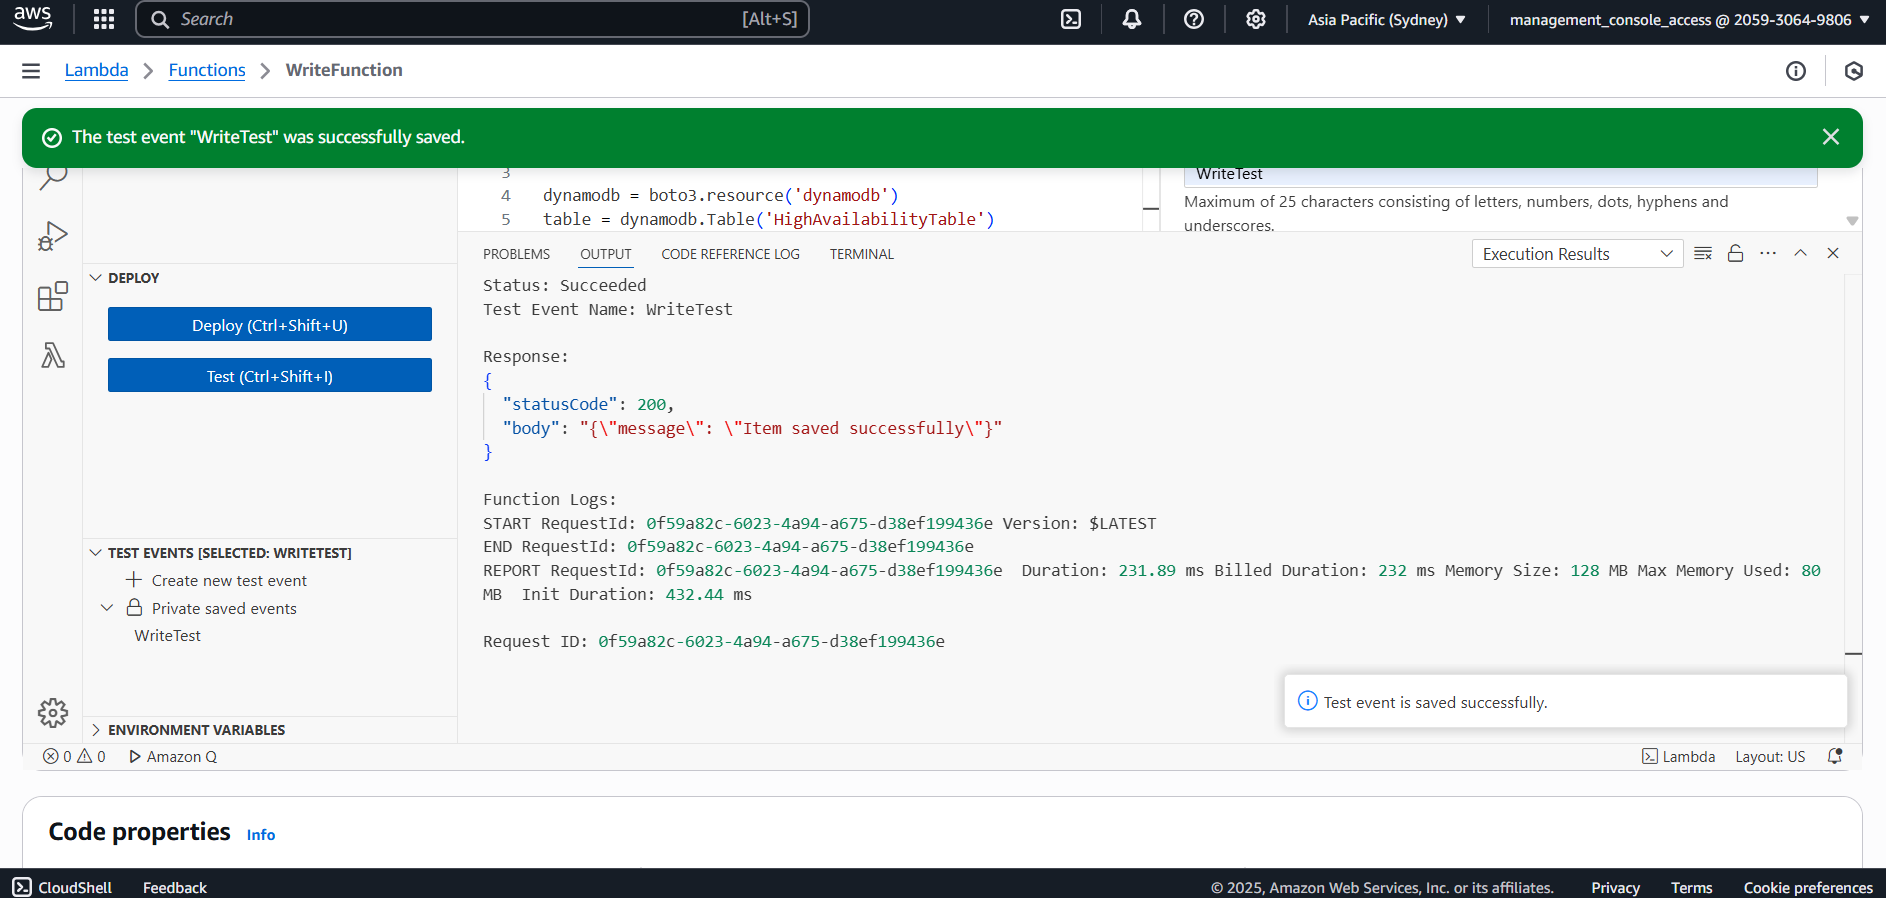 aws
Search
[Alt+S]
Asia Pacific (Sydney)
management_console_access @ 2059-3064-9806
Lambda
Functions
WriteFunction
The test event "WriteTest" was successfully saved.
3
4 dynamodb = boto3.resource('dynamodb')
5 table = dynamodb.Table('HighAvailabilityTable')
WriteTest
Maximum of 25 characters consisting of letters, numbers, dots, hyphens and
underscores.
DEPLOY
Deploy (Ctrl+Shift+U)
Test (Ctrl+Shift+I)
TEST EVENTS [SELECTED: WRITETEST]
Create new test event
Private saved events
WriteTest
ENVIRONMENT VARIABLES
PROBLEMS OUTPUT CODE REFERENCE LOG TERMINAL
Execution Results
Status: Succeeded
Test Event Name: WriteTest
Response:
{
"statusCode": 200,
"body": "{\"message\": \"Item saved successfully\"}"
}
Function Logs:
START RequestId: 0f59a82c-6023-4a94-a675-d38ef199436e Version: $LATEST
END RequestId: 0f59a82c-6023-4a94-a675-d38ef199436e
REPORT RequestId: 0f59a82c-6023-4a94-a675-d38ef199436e Duration: 231.89 ms Billed Duration: 232 ms Memory Size: 128 MB Max Memory Used: 80
MB Init Duration: 432.44 ms
Request ID: 0f59a82c-6023-4a94-a675-d38ef199436e
Test event is saved successfully.
0 0 Amazon Q
Lambda Layout: US
Code properties Info
CloudShell Feedback
© 2025, Amazon Web Services, Inc. or its affiliates. Privacy Terms Cookie preferences